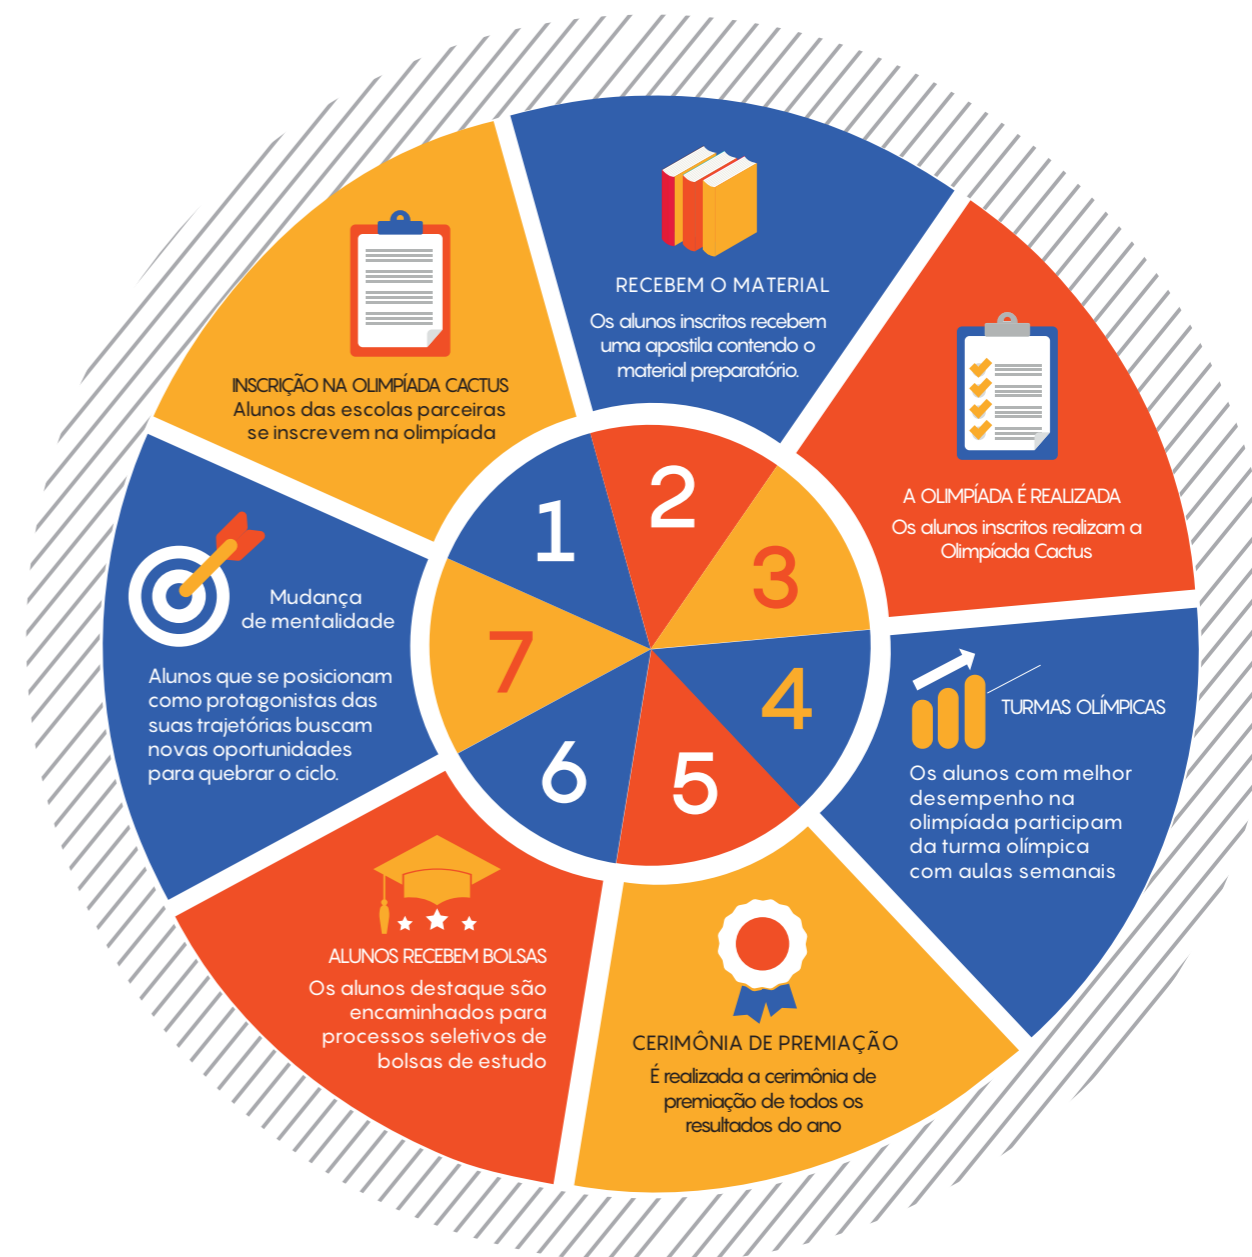 1
INSCRIÇÃO NA OLIMPÍADA CACTUS
Alunos das escolas parceiras
se inscrevem na olimpíada
2
RECEBEM O MATERIAL
Os alunos inscritos recebem
uma apostila contendo o
material preparatório.
3
A OLIMPÍADA É REALIZADA
Os alunos inscritos realizam a
Olimpíada Cactus
4
TURMAS OLÍMPICAS
Os alunos com melhor
desempenho na
olimpíada participam
da turma olímpica
com aulas semanais
5
CERIMÔNIA DE PREMIAÇÃO
É realizada a cerimônia de
premiação de todos os
resultados do ano
6
ALUNOS RECEBEM BOLSAS
Os alunos destaque são
encaminhados para
processos seletivos de
bolsas de estudo
7
Mudança
de mentalidade
Alunos que se posicionam
como protagonistas das
suas trajetórias buscam
novas oportunidades
para quebrar o ciclo.